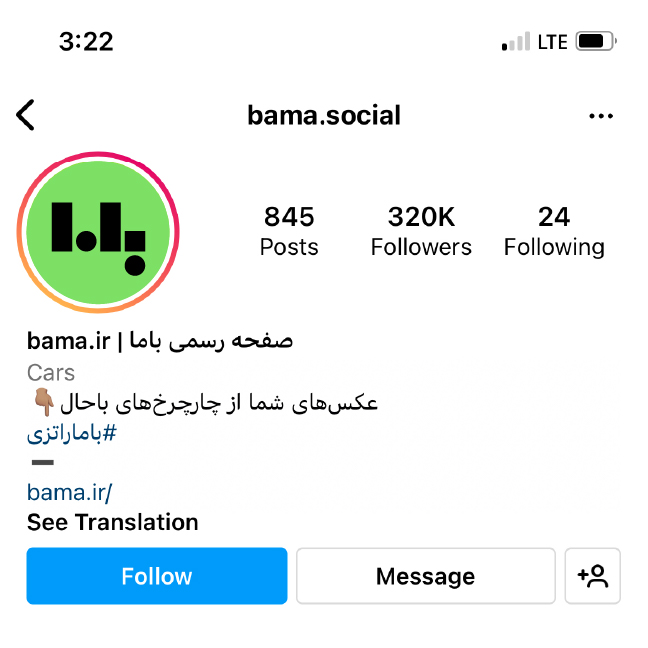 3:22 LTE
bama.social
باما
845 320K 24
Posts Followers Following
bama.ir | صفحه رسمی باما
Cars
عکس‌های شما از چارچرخ‌های باحال👇🏽
#باماراتزی
➖
bama.ir/
See Translation
Follow Message